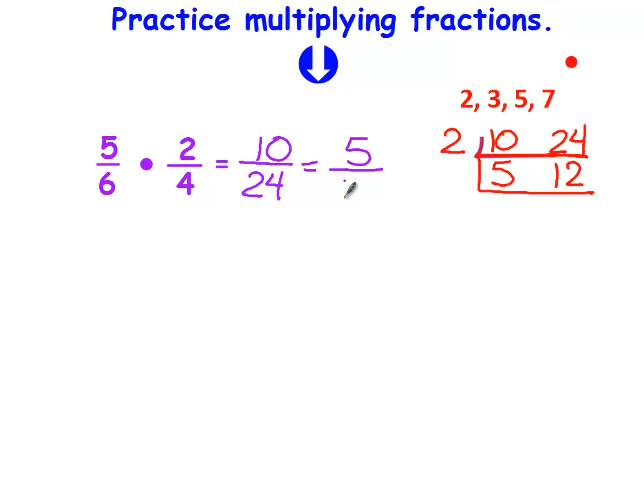 Practice multiplying fractions.
2, 3, 5, 7
5/6 • 2/4 = 10/24 = 5/
2 10 24
5 12